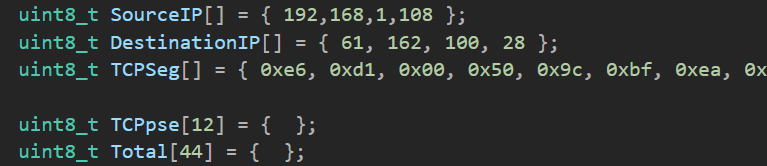 uint8_t SourceIP[] = { 192,168,1,108 };
uint8_t DestinationIP[] = { 61, 162, 100, 28 };
uint8_t TCPSeg[] = { 0xe6, 0xd1, 0x00, 0x50, 0x9c, 0xbf, 0xea, 0x
uint8_t TCPpse[12] = {  };
uint8_t Total[44] = {  };